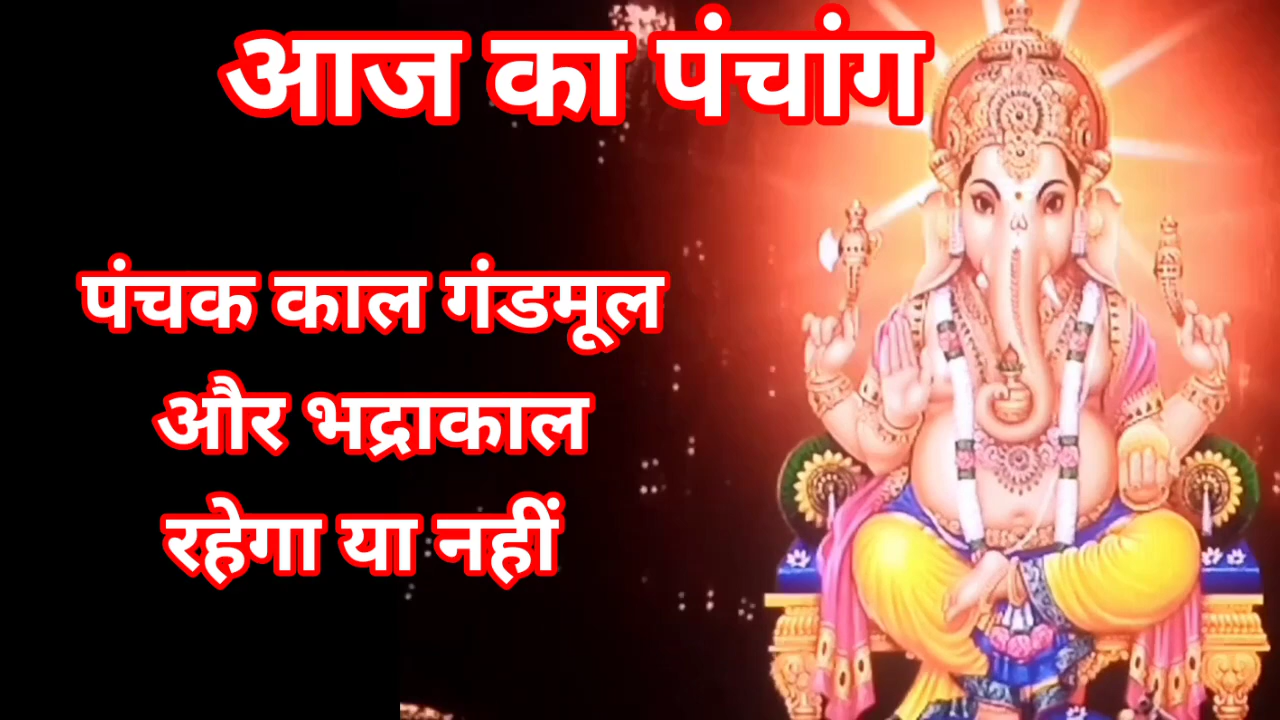 आज का पंचांग
पंचक काल गंडमूल
और भद्राकाल
रहेगा या नहीं